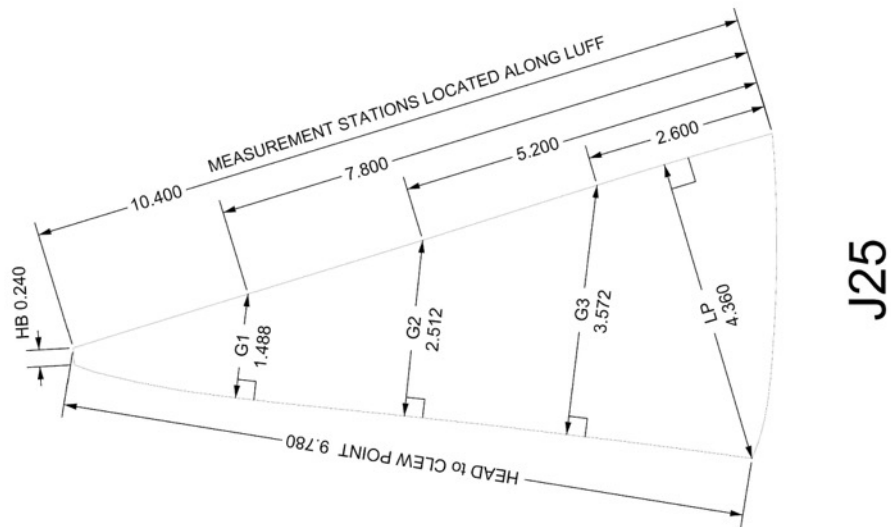 MEASUREMENT STATIONS LOCATED ALONG LUFF
10.400
7.800
5.200
2.600
HB 0.240
G1
1.488
G2
2.512
G3
3.572
LP
4.360
HEAD to CLEW POINT 9.780
J25